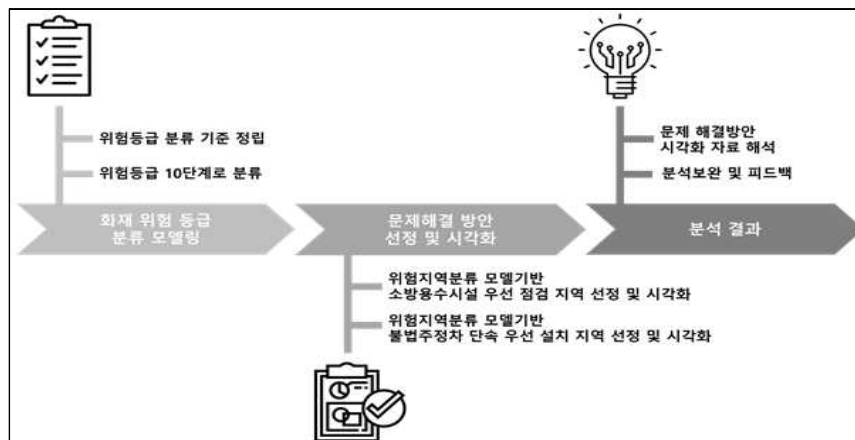 위험등급 분류 기준 정립
위험등급 10단계로 분류
문제 해결방안
시각화 자료 해석
분석보완 및 피드백
화재 위험 등급
분류 모델링
문제해결 방안
선정 및 시각화
분석 결과
위험지역분류 모델기반
소방용수시설 우선 점검 지역 선정 및 시각화
위험지역분류 모델기반
불법주정차 단속 우선 설치 지역 선정 및 시각화